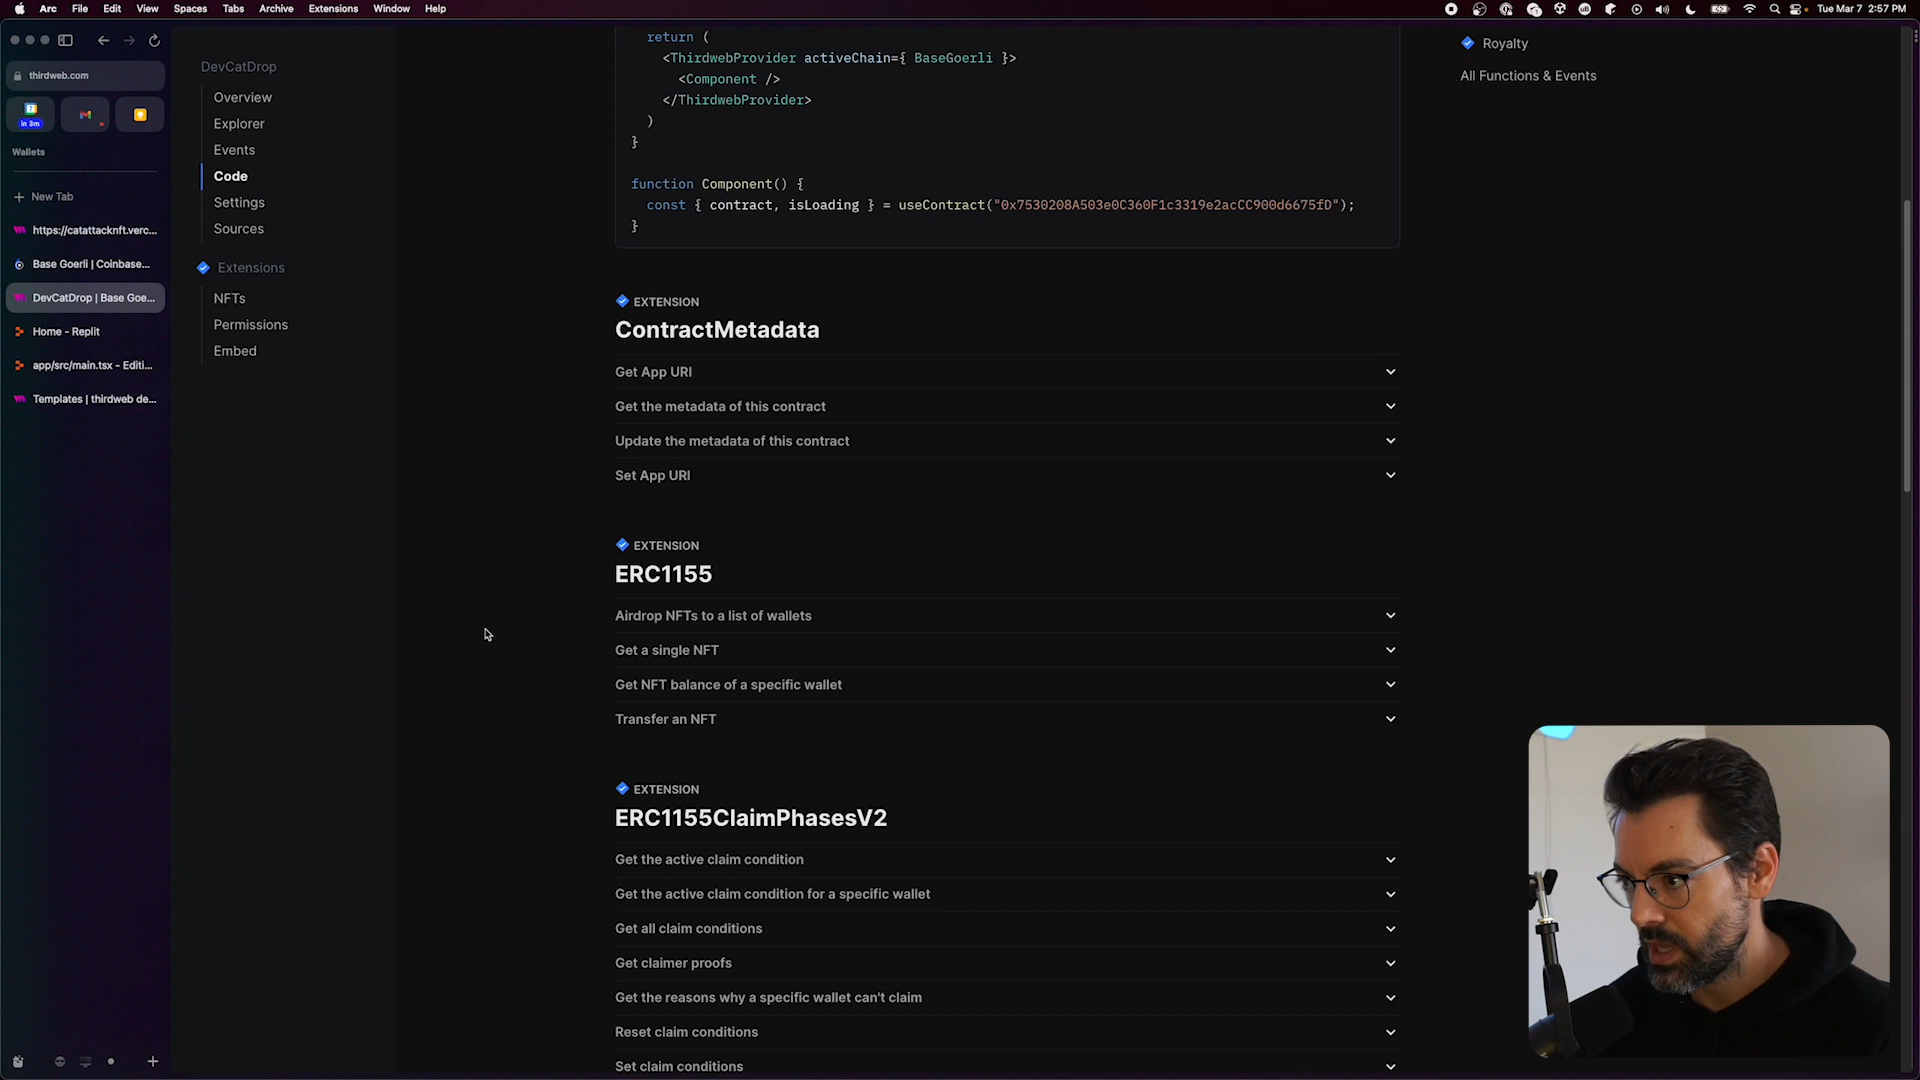 Arc File Edit View Spaces Tabs Archive Extensions Window Help
Tue Mar 7 2:57 PM
thirdweb.com
7
in 3m
Wallets
New Tab
https://catattacknft.verc...
Base Goerli | Coinbase...
DevCatDrop | Base Goe...
Home - Replit
app/src/main.tsx - Editi...
Templates | thirdweb de...
DevCatDrop
Overview
Explorer
Events
Code
Settings
Sources
Extensions
NFTs
Permissions
Embed
return (
<ThirdwebProvider activeChain={ BaseGoerli }>
<Component />
</ThirdwebProvider>
)
}
function Component() {
const { contract, isLoading } = useContract("0x7530208A503e0C360F1c3319e2acCC900d6675fD");
}
EXTENSION
ContractMetadata
Get App URI
Get the metadata of this contract
Update the metadata of this contract
Set App URI
EXTENSION
ERC1155
Airdrop NFTs to a list of wallets
Get a single NFT
Get NFT balance of a specific wallet
Transfer an NFT
EXTENSION
ERC1155ClaimPhasesV2
Get the active claim condition
Get the active claim condition for a specific wallet
Get all claim conditions
Get claimer proofs
Get the reasons why a specific wallet can't claim
Reset claim conditions
Set claim conditions
Royalty
All Functions & Events